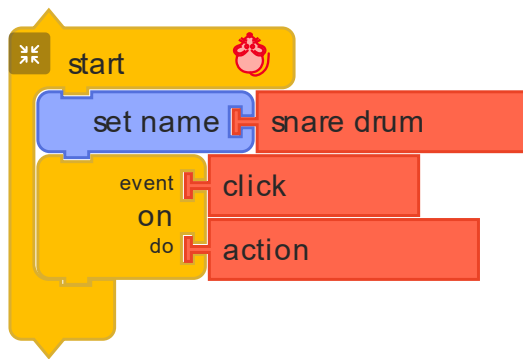 start
set name snare drum
event click
on
do action